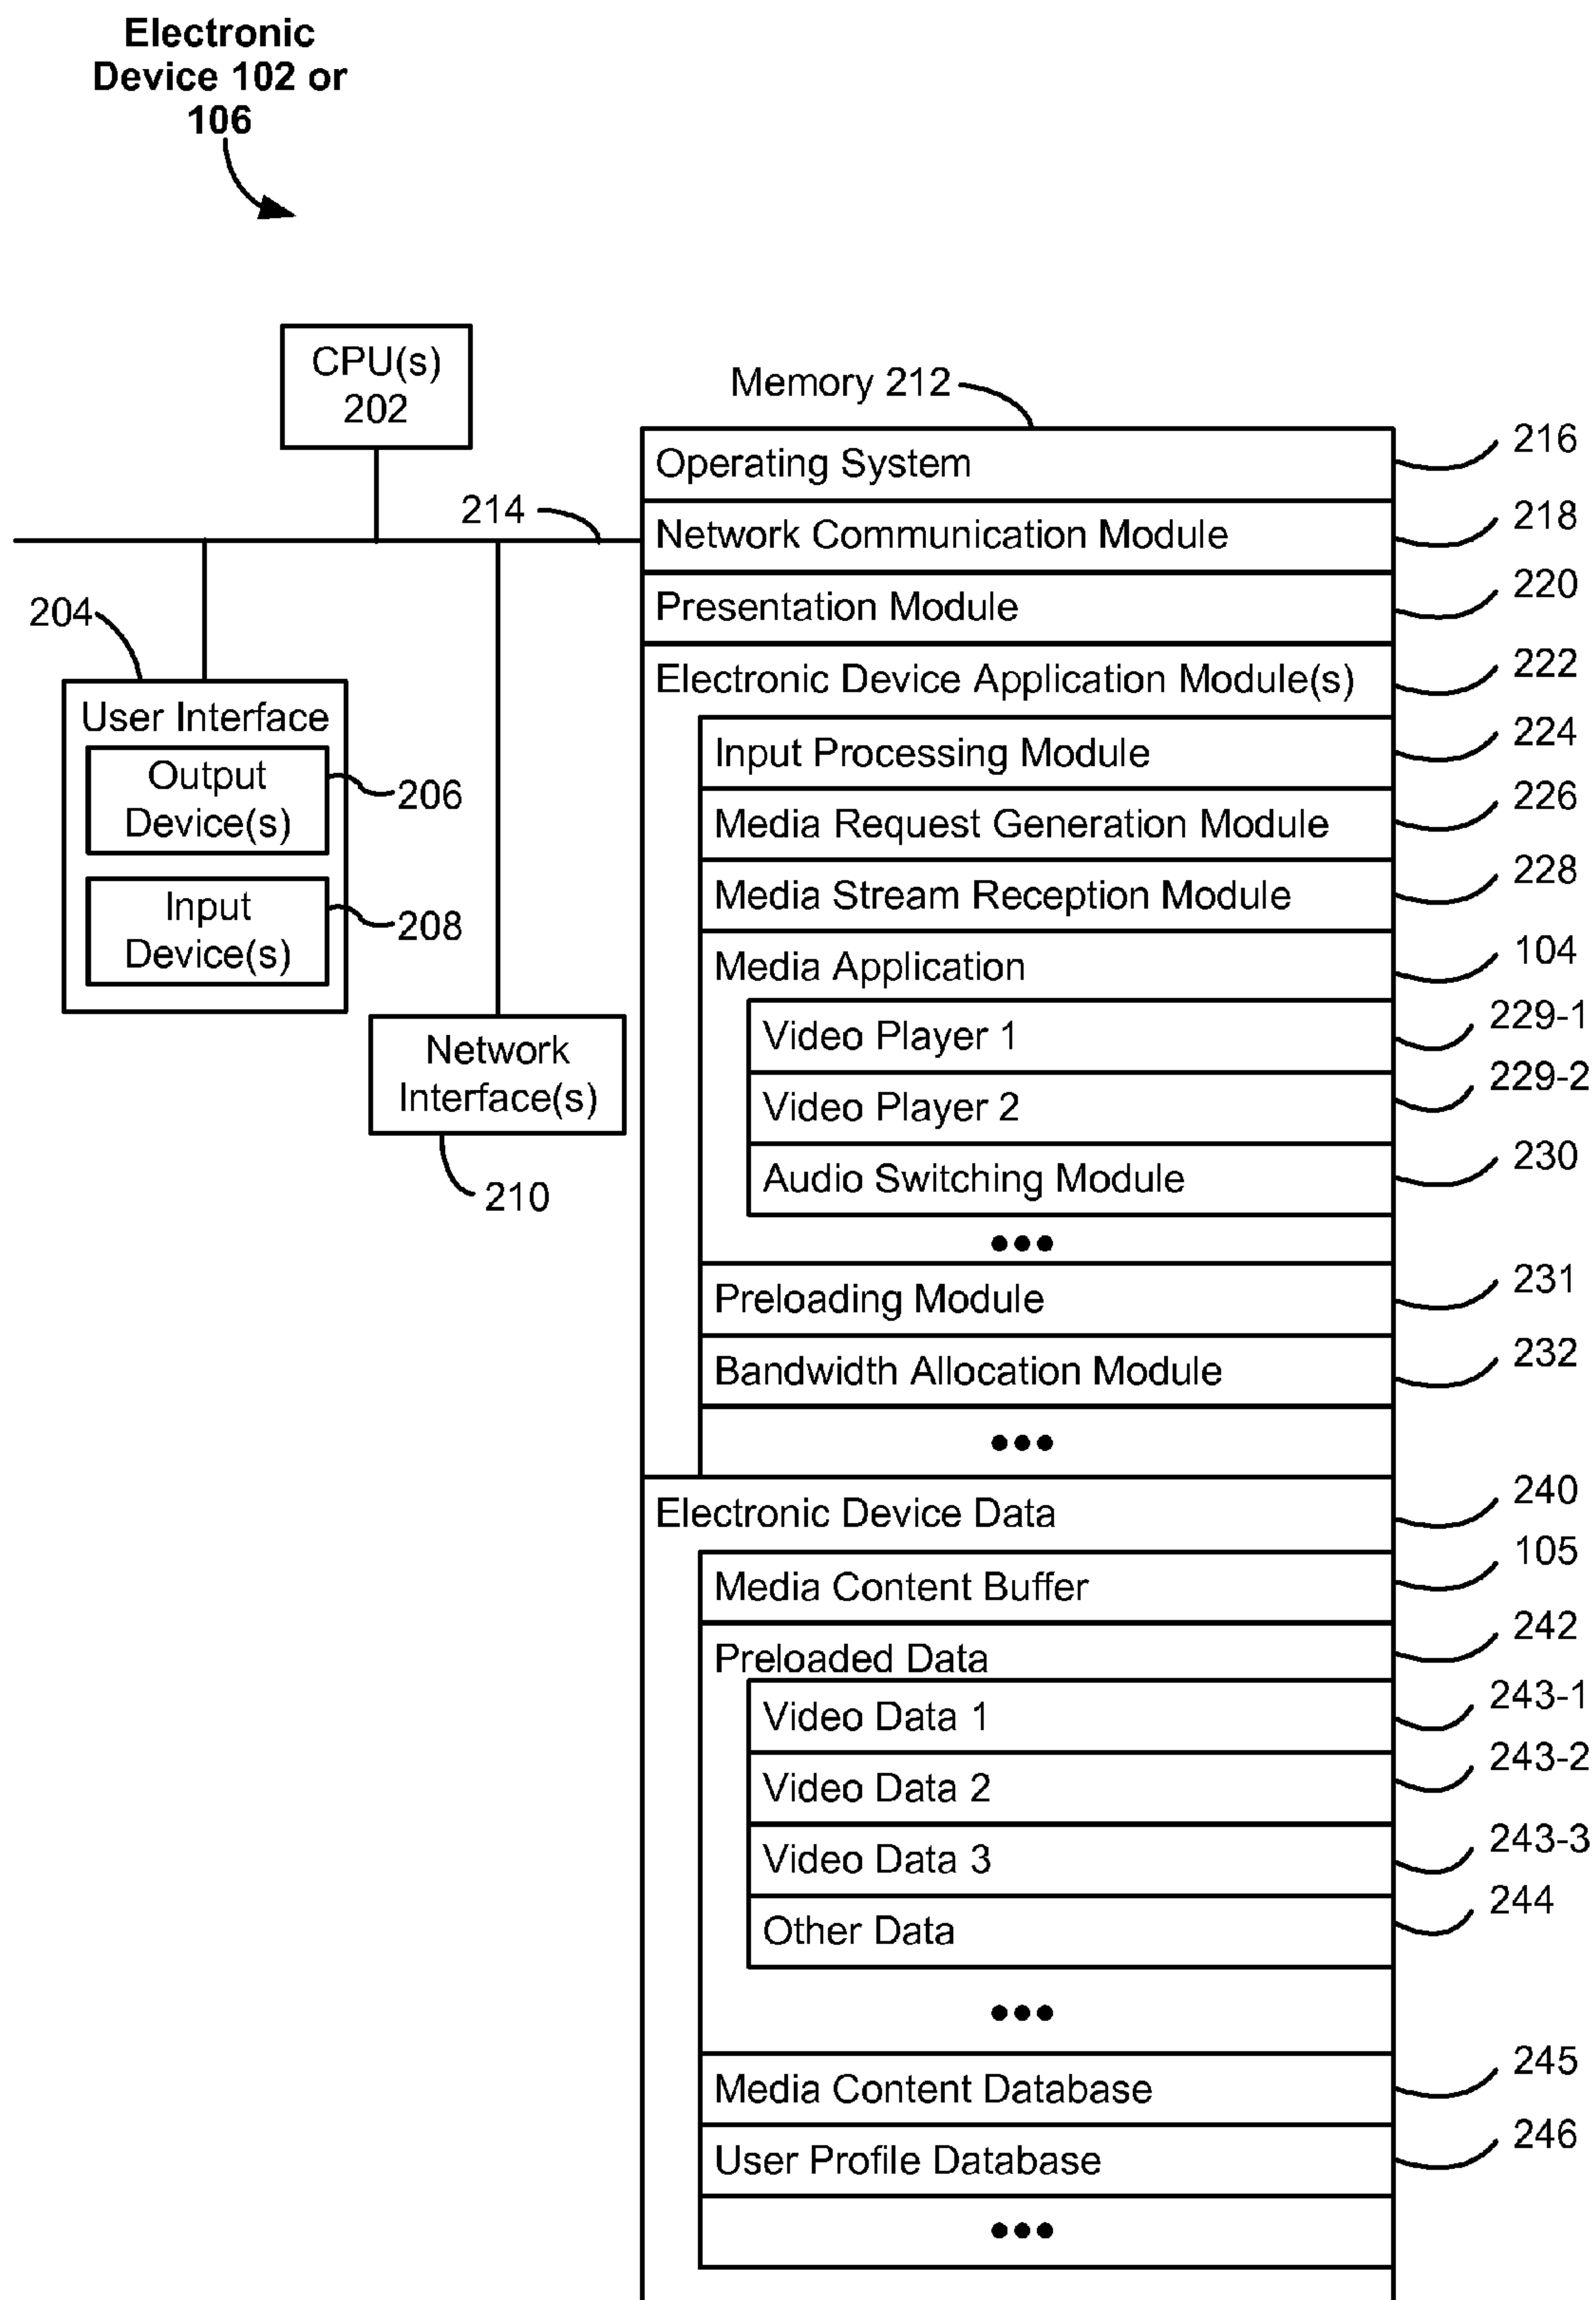 Electronic
Device 102 or
106
CPU(s)
202
Memory 212
214
204
User Interface
Output
Device(s)
206
Input
Device(s)
208
Network
Interface(s)
210
Operating System 216
Network Communication Module 218
Presentation Module 220
Electronic Device Application Module(s) 222
Input Processing Module 224
Media Request Generation Module 226
Media Stream Reception Module 228
Media Application 104
Video Player 1 229-1
Video Player 2 229-2
Audio Switching Module 230
•••
Preloading Module 231
Bandwidth Allocation Module 232
•••
Electronic Device Data 240
Media Content Buffer 105
Preloaded Data 242
Video Data 1 243-1
Video Data 2 243-2
Video Data 3 243-3
Other Data 244
•••
Media Content Database 245
User Profile Database 246
•••